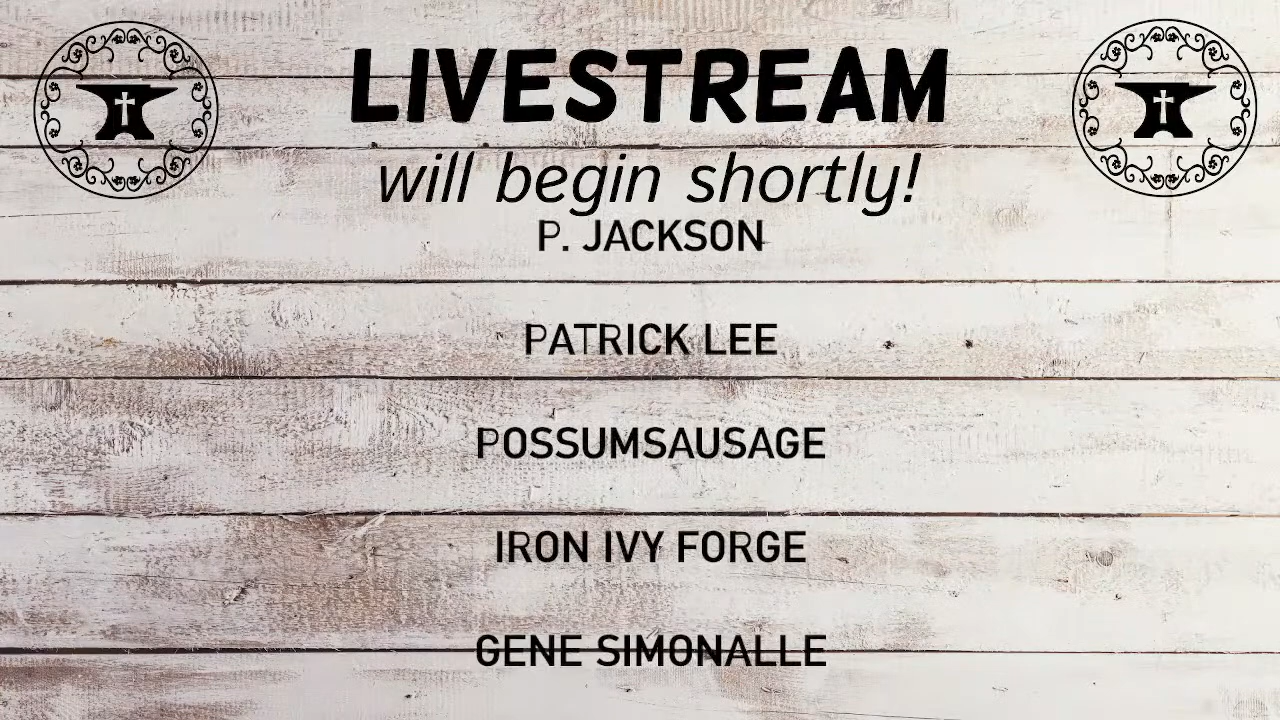 LIVESTREAM
will begin shortly!
P. JACKSON
PATRICK LEE
POSSUMSAUSAGE
IRON IVY FORGE
GENE SIMONALLE